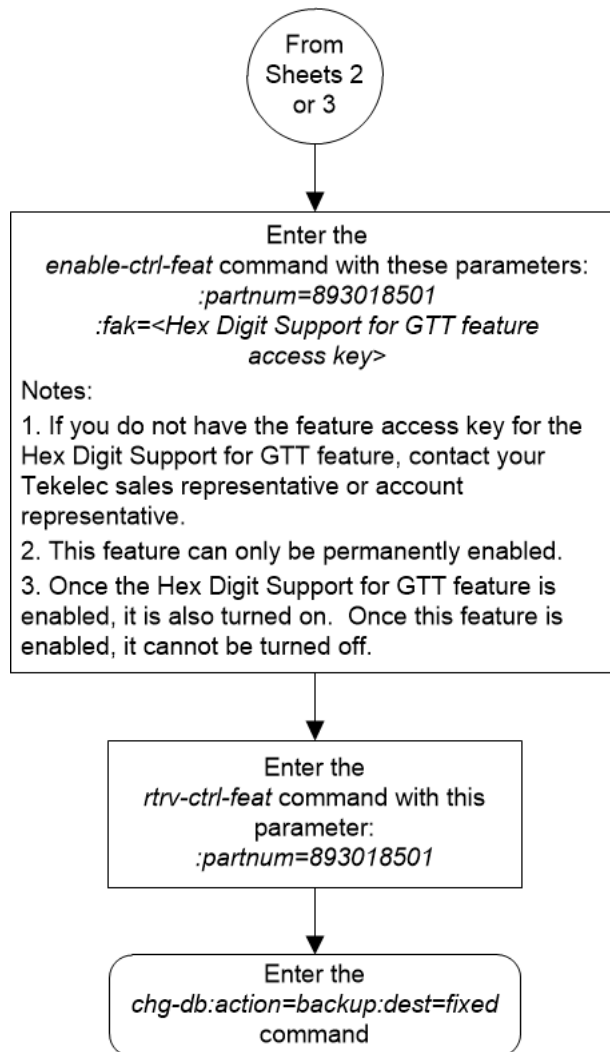 From
Sheets 2
or 3
Enter the
enable-ctrl-feat command with these parameters:
:partnum=893018501
:fak=<Hex Digit Support for GTT feature
access key>
Notes:
1. If you do not have the feature access key for the
Hex Digit Support for GTT feature, contact your
Tekelec sales representative or account
representative.
2. This feature can only be permanently enabled.
3. Once the Hex Digit Support for GTT feature is
enabled, it is also turned on.  Once this feature is
enabled, it cannot be turned off.
Enter the
rtrv-ctrl-feat command with this
parameter:
:partnum=893018501
Enter the
chg-db:action=backup:dest=fixed
command